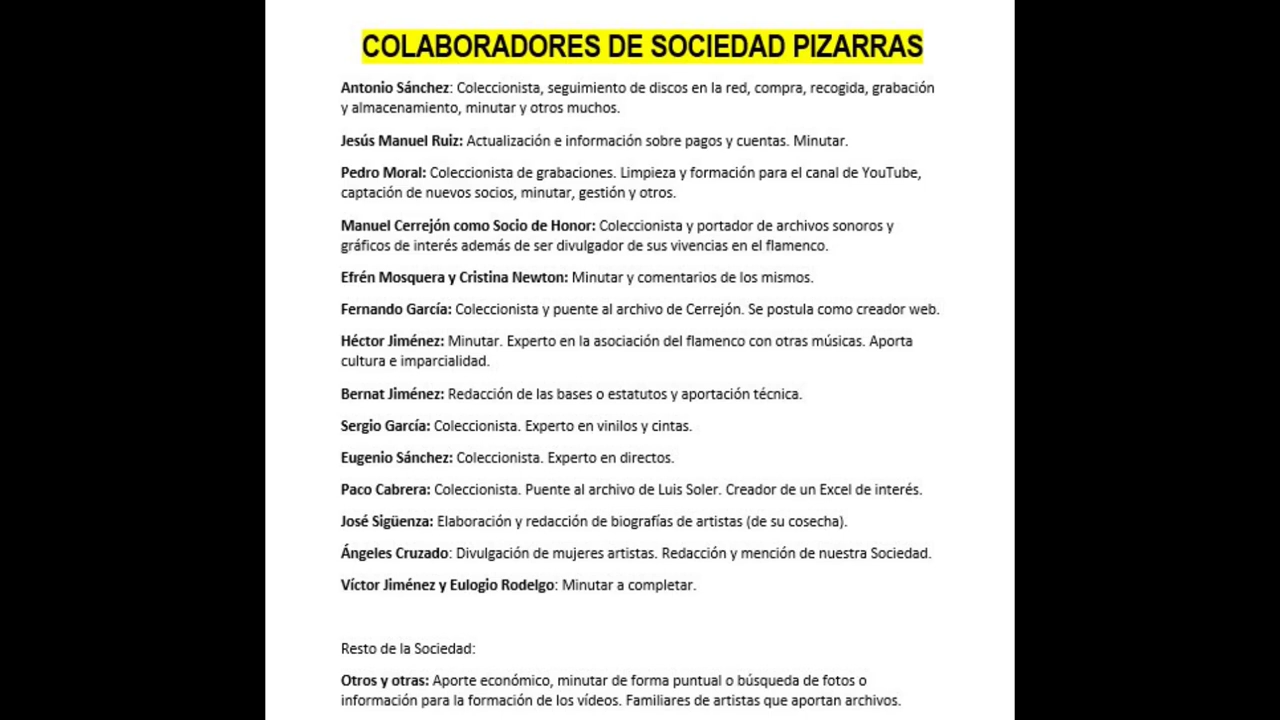 COLABORADORES DE SOCIEDAD PIZARRAS
Antonio Sánchez: Coleccionista, seguimiento de discos en la red, compra, recogida, grabación
y almacenamiento, minutar y otros muchos.
Jesús Manuel Ruiz: Actualización e información sobre pagos y cuentas. Minutar.
Pedro Moral: Coleccionista de grabaciones. Limpieza y formación para el canal de YouTube,
captación de nuevos socios, minutar, gestión y otros.
Manuel Cerrejón como Socio de Honor: Coleccionista y portador de archivos sonoros y
gráficos de interés además de ser divulgador de sus vivencias en el flamenco.
Efrén Mosquera y Cristina Newton: Minutar y comentarios de los mismos.
Fernando García: Coleccionista y puente al archivo de Cerrejón. Se postula como creador web.
Héctor Jiménez: Minutar. Experto en la asociación del flamenco con otras músicas. Aporta
cultura e imparcialidad.
Bernat Jiménez: Redacción de las bases o estatutos y aportación técnica.
Sergio García: Coleccionista. Experto en vinilos y cintas.
Eugenio Sánchez: Coleccionista. Experto en directos.
Paco Cabrera: Coleccionista. Puente al archivo de Luis Soler. Creador de un Excel de interés.
José Sigüenza: Elaboración y redacción de biografías de artistas (de su cosecha).
Ángeles Cruzado: Divulgación de mujeres artistas. Redacción y mención de nuestra Sociedad.
Víctor Jiménez y Eulogio Rodelgo: Minutar a completar.
Resto de la Sociedad:
Otros y otras: Aporte económico, minutar de forma puntual o búsqueda de fotos o
información para la formación de los vídeos. Familiares de artistas que aportan archivos.